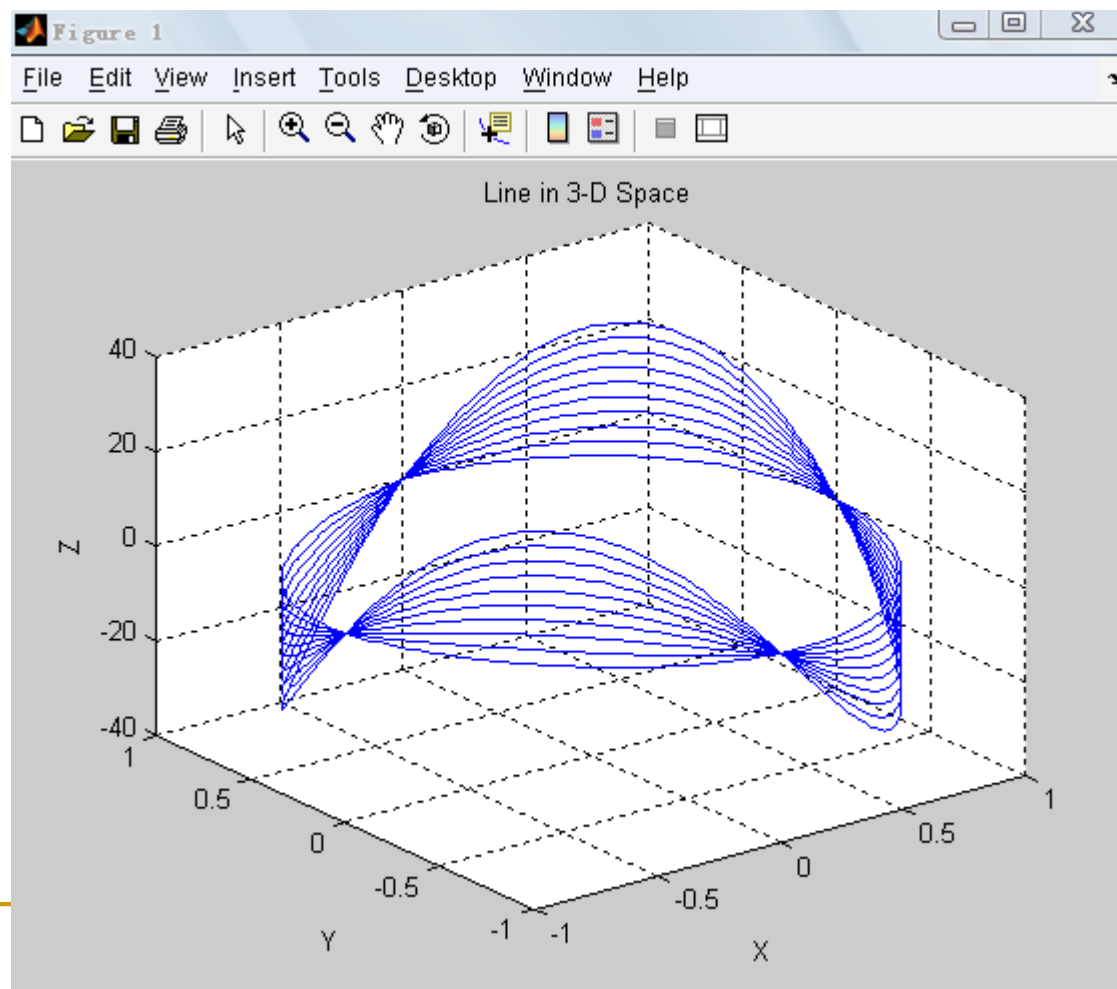 Figure 1
File Edit View Insert Tools Desktop Window Help
Line in 3-D Space
40
20
0
-20
-40
Z
1
0.5
0
-0.5
-1
Y
-1
-0.5
0
0.5
1
X